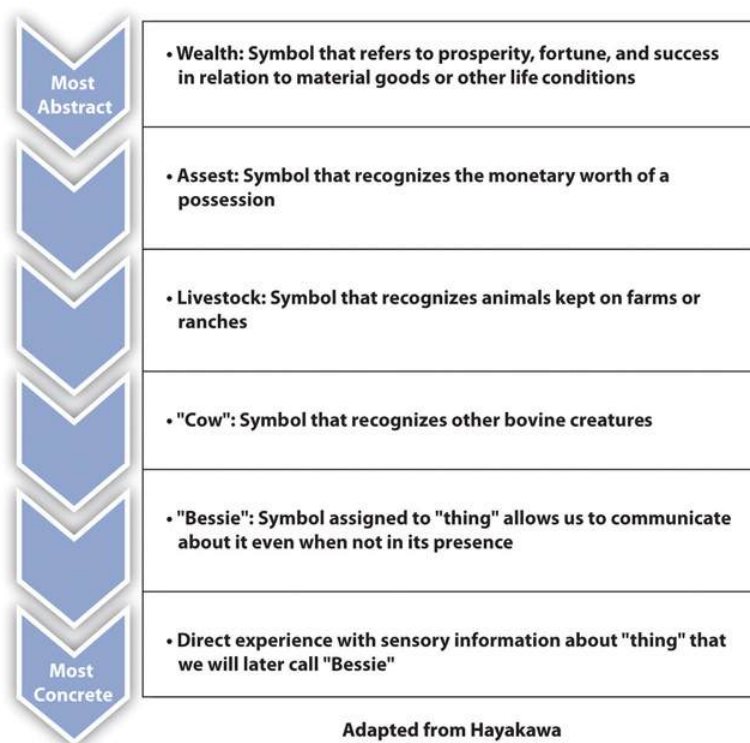 Most
Abstract
• Wealth: Symbol that refers to prosperity, fortune, and success
in relation to material goods or other life conditions
• Assest: Symbol that recognizes the monetary worth of a
possession
• Livestock: Symbol that recognizes animals kept on farms or
ranches
• "Cow": Symbol that recognizes other bovine creatures
• "Bessie": Symbol assigned to "thing" allows us to communicate
about it even when not in its presence
• Direct experience with sensory information about "thing" that
we will later call "Bessie"
Most
Concrete
Adapted from Hayakawa